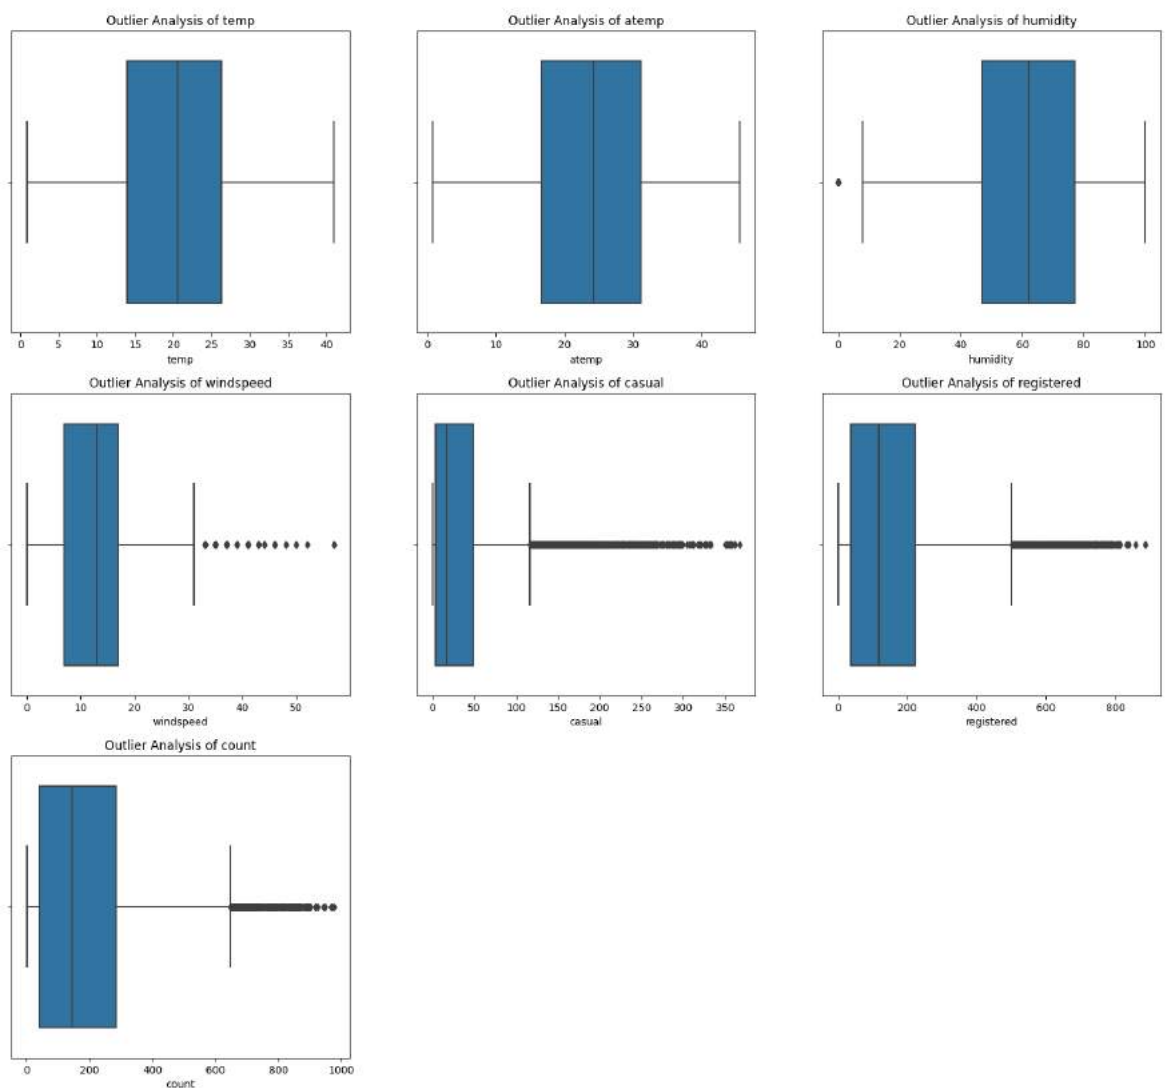 Outlier Analysis of temp
0 5 10 15 20 25 30 35 40
temp
Outlier Analysis of atemp
0 10 20 30 40
atemp
Outlier Analysis of humidity
0 20 40 60 80 100
humidity
Outlier Analysis of windspeed
0 10 20 30 40 50
windspeed
Outlier Analysis of casual
0 50 100 150 200 250 300 350
casual
Outlier Analysis of registered
0 200 400 600 800
registered
Outlier Analysis of count
0 200 400 600 800 1000
count